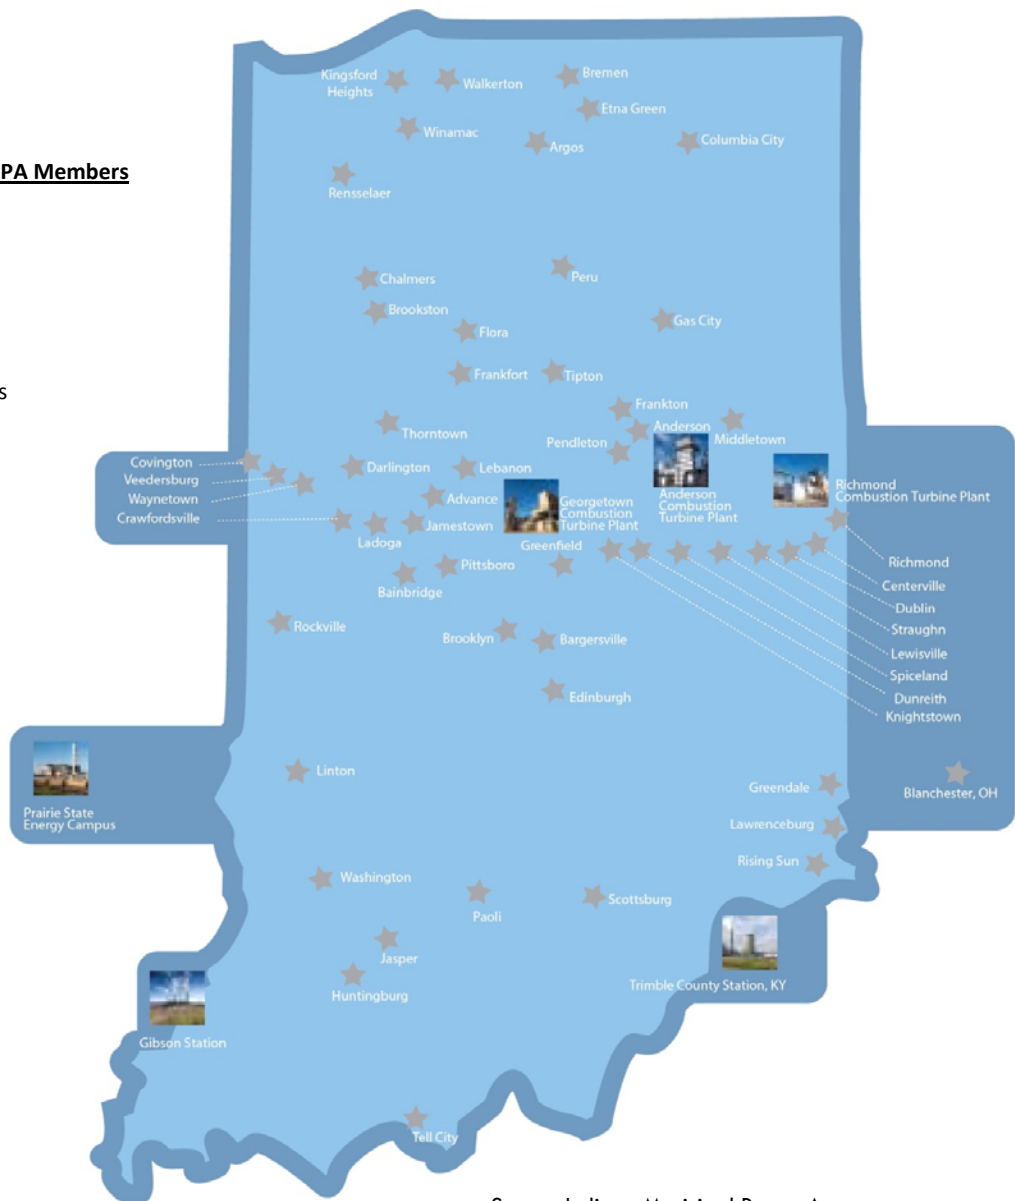 PA Members
s
Kingsford
Heights
Walkerton
Bremen
Etna Green
Winamac
Argos
Columbia City
Rensselaer
Chalmers
Peru
Brookston
Gas City
Flora
Frankfort
Tipton
Frankton
Anderson
Middletown
Thorntown
Pendleton
Covington
Veedersburg
Waynetown
Crawfordsville
Darlington
Lebanon
Advance
Jamestown
Ladoga
Georgetown
Combustion
Turbine Plant
Anderson
Combustion
Turbine Plant
Richmond
Combustion Turbine Plant
Greenfield
Pittsboro
Bainbridge
Richmond
Centerville
Dublin
Straughn
Lewisville
Spiceland
Dunreith
Knightstown
Rockville
Brooklyn
Bargersville
Edinburgh
Linton
Prairie State
Energy Campus
Greendale
Blanchester, OH
Lawrenceburg
Rising Sun
Washington
Paoli
Scottsburg
Jasper
Huntingburg
Trimble County Station, KY
Gibson Station
Tell City